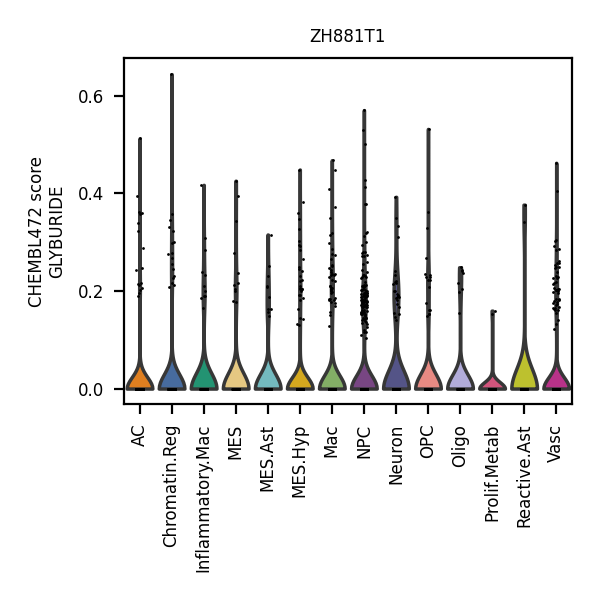 ZH881T1
CHEMBL472 score
GLYBURIDE
0.6
0.4
0.2
0.0
AC
Chromatin.Reg
Inflammatory.Mac
MES
MES.Ast
MES.Hyp
Mac
NPC
Neuron
OPC
Oligo
Prolif.Metab
Reactive.Ast
Vasc